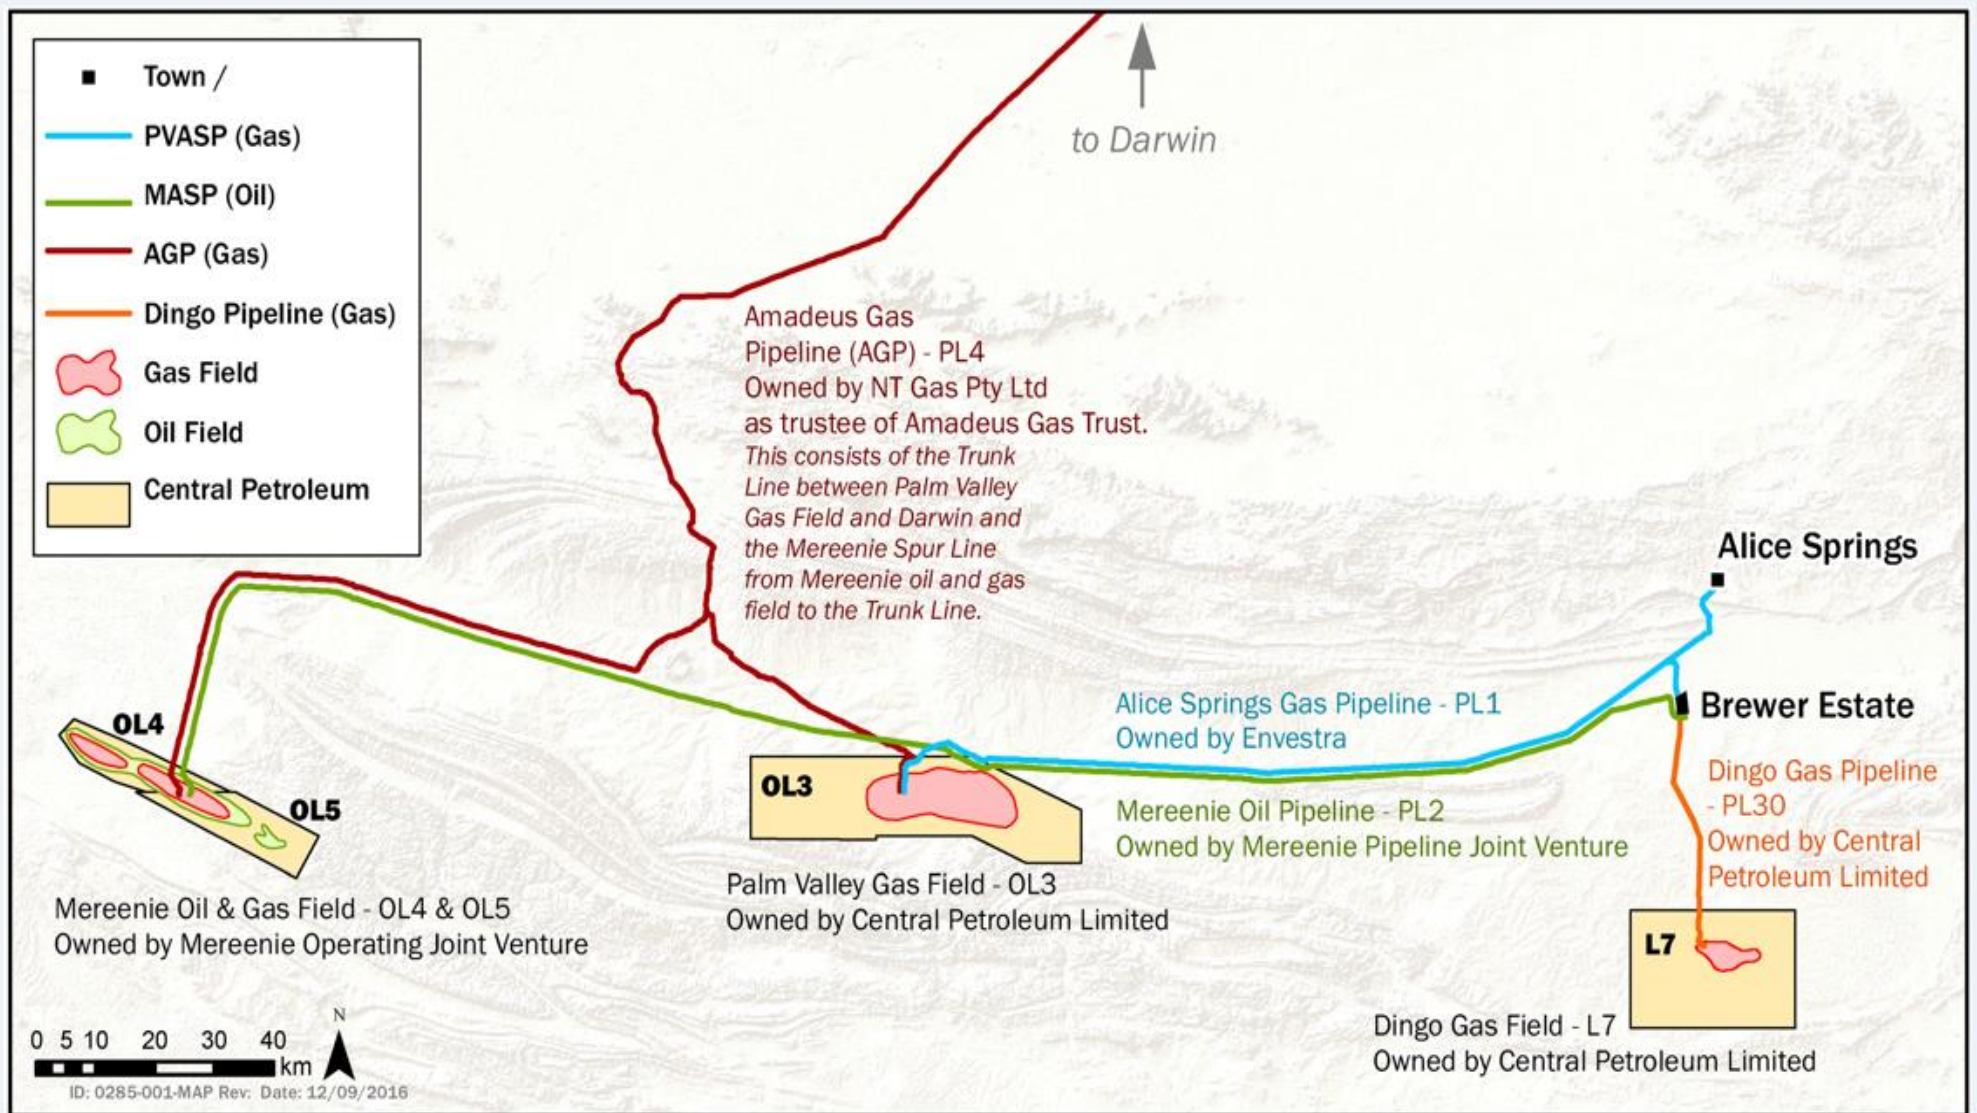 Town /
PVASP (Gas)
MASP (Oil)
AGP (Gas)
Dingo Pipeline (Gas)
Gas Field
Oil Field
Central Petroleum
to Darwin
Amadeus Gas
Pipeline (AGP) - PL4
Owned by NT Gas Pty Ltd
as trustee of Amadeus Gas Trust.
This consists of the Trunk
Line between Palm Valley
Gas Field and Darwin and
the Mereenie Spur Line
from Mereenie oil and gas
field to the Trunk Line.
Alice Springs
Brewer Estate
Alice Springs Gas Pipeline - PL1
Owned by Envestra
Mereenie Oil Pipeline - PL2
Owned by Mereenie Pipeline Joint Venture
Dingo Gas Pipeline
- PL30
Owned by Central
Petroleum Limited
OL4
OL5
OL3
L7
Mereenie Oil & Gas Field - OL4 & OL5
Owned by Mereenie Operating Joint Venture
Palm Valley Gas Field - OL3
Owned by Central Petroleum Limited
Dingo Gas Field - L7
Owned by Central Petroleum Limited
N
0 5 10 20 30 40
km
ID: 0285-001-MAP Rev: Date: 12/09/2016